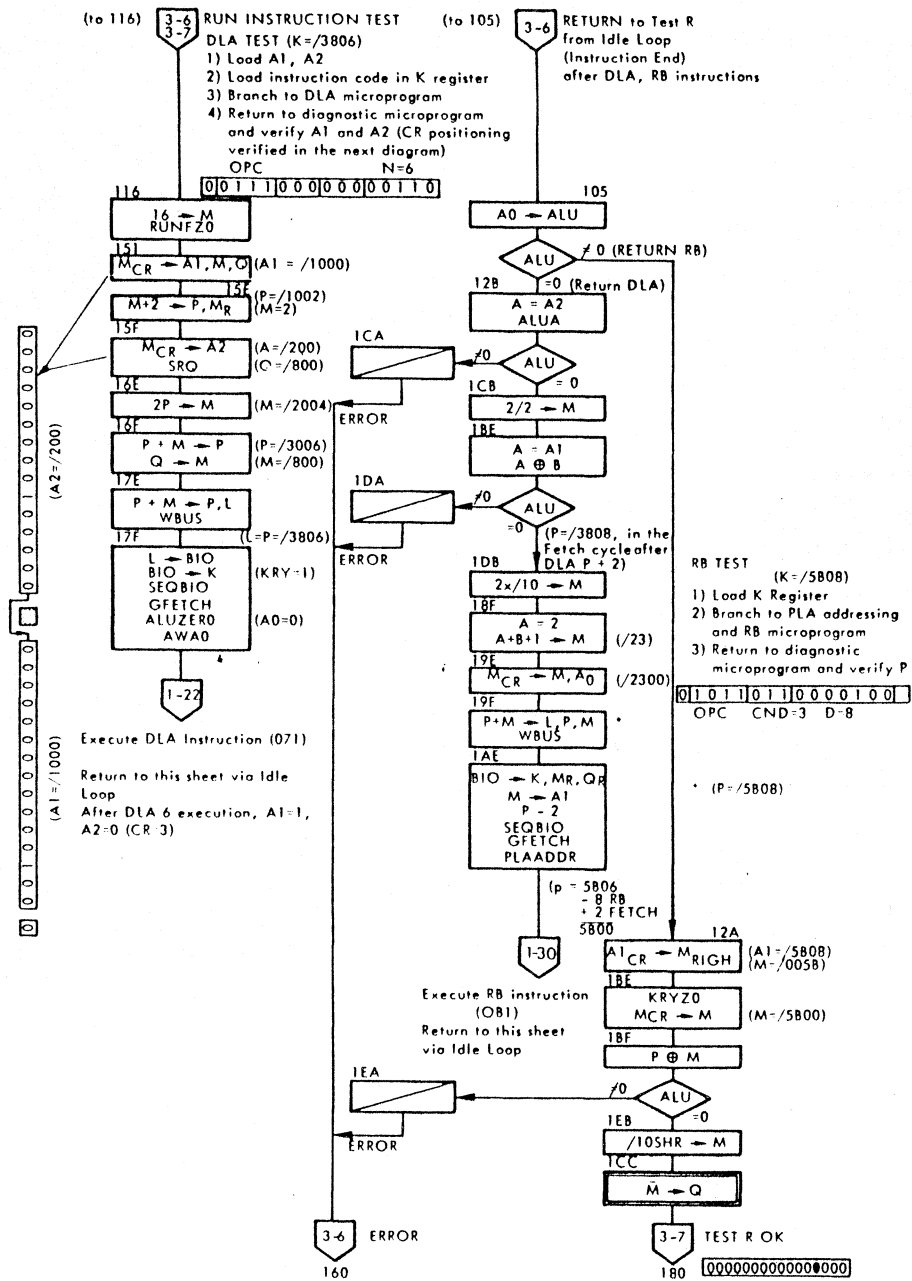 (to 116)
3-6
3-7
RUN INSTRUCTION TEST
DLA TEST (K=/3806)
1) Load A1, A2
2) Load instruction code in K register
3) Branch to DLA microprogram
4) Return to diagnostic microprogram
and verify A1 and A2 (CR positioning
verified in the next diagram)
OPC N=6
0 0 1 1 1 0 0 0 0 0 0 0 0 1 1 0
116
16 → M
RUNFZ0
151
MCR → A1, M, Q (A1 = /1000)
15E
M+2 → P, MR
(P=/1002)
(M=2)
15F
MCR → A2
SRQ
(A=/200)
(Q=/800)
16E
2P → M (M=/2004)
16F
P + M → P
Q → M
(P=/3006)
(M=/800)
17E
P + M → P, L
WBUS
17F
(L=P=/3806)
L → BIO
BIO → K
SEQBIO
GFETCH
ALUZER0
AWA0
(KRY=1)
(A0=0)
1-22
Execute DLA Instruction (071)
Return to this sheet via Idle
Loop
After DLA 6 execution, A1=1,
A2=0 (CR=3)
(A2=/200)
(A1=/1000)
(to 105)
3-6
RETURN to Test R
from Idle Loop
(Instruction End)
after DLA, RB instructions
105
A0 → ALU
ALU
≠0 (RETURN RB)
=0 (Return DLA)
12B
A = A2
ALUA
ALU
≠0
1CA
ERROR
= 0
1CB
2/2 → M
1BE
A = A1
A ⊕ B
ALU
≠0
1DA
ERROR
=0
(P=/3808, in the
Fetch cycle after
DLA P + 2)
1DB
2x/10 → M
18F
A = 2
A+B+1 → M
(/23)
19E
MCR → M, A0 (/2300)
19F
P+M → L, P, M
WBUS
*
1AE
BIO → K, MR, QR
M → A1
P - 2
SEQBIO
GFETCH
PLAADDR
(p = 5B06
- 8 RB
+ 2 FETCH
5B00
1-30
Execute RB instruction
(OB1)
Return to this sheet
via Idle Loop
RB TEST
(K=/5B08)
1) Load K Register
2) Branch to PLA addressing
and RB microprogram
3) Return to diagnostic
microprogram and verify P
0 1 0 1 1 0 1 1 0 0 0 0 1 0 0
OPC CND=3 D=8
* (P=/5B08)
12A
A1CR → MRIGH
(A1=/5B08)
(M=/005B)
1BE
KRYZ0
MCR → M
(M=/5B00)
1BF
P ⊕ M
ALU
≠0
1EA
ERROR
=0
1EB
/10SHR → M
1CC
M̄ → Q
3-6
ERROR
160
3-7
TEST R OK
180